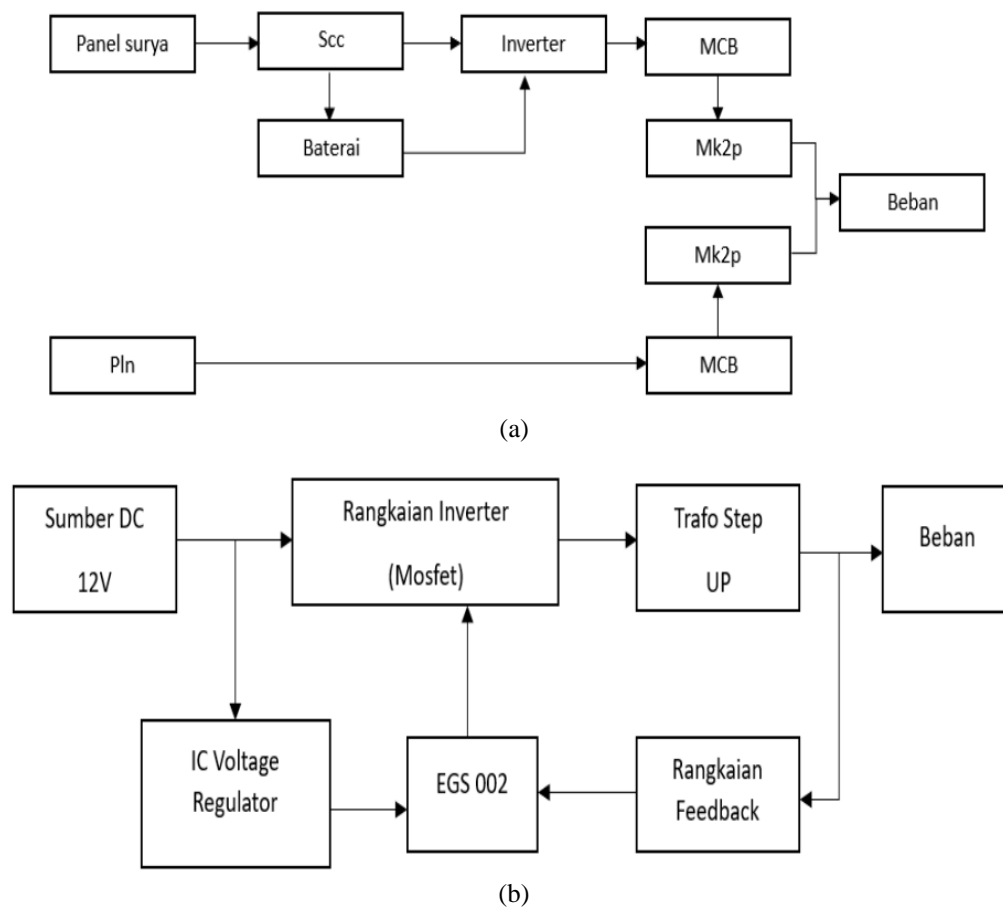 Panel surya
Scc
Inverter
MCB
Baterai
Mk2p
Beban
Mk2p
Pln
MCB
(a)
Sumber DC
12V
Rangkaian Inverter
(Mosfet)
Trafo Step
UP
Beban
IC Voltage
Regulator
EGS 002
Rangkaian
Feedback
(b)